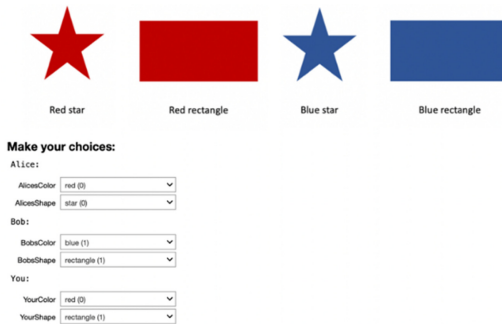 Red star Red rectangle Blue star Blue rectangle
Make your choices:
Alice:
AlicesColor red (0)
AlicesShape star (0)
Bob:
BobsColor blue (1)
BobsShape rectangle (1)
You:
YourColor red (0)
YourShape rectangle (1)